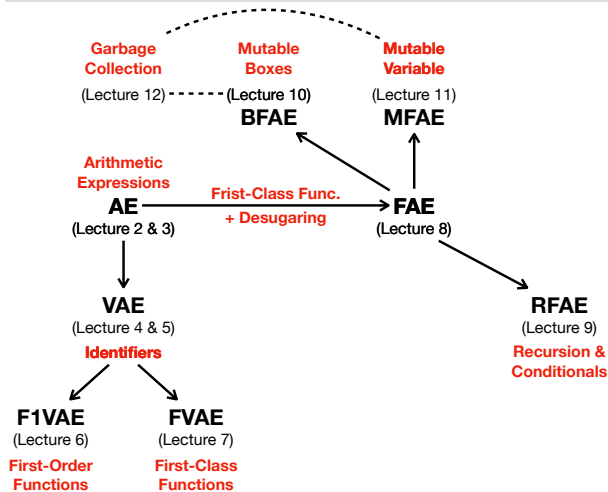 Garbage
Collection
(Lecture 12)
Mutable
Boxes
(Lecture 10)
BFAE
Mutable
Variable
(Lecture 11)
MFAE
Arithmetic
Expressions
AE
(Lecture 2 & 3)
Frist-Class Func.
+ Desugaring
FAE
(Lecture 8)
VAE
(Lecture 4 & 5)
Identifiers
RFAE
(Lecture 9)
Recursion &
Conditionals
F1VAE
(Lecture 6)
First-Order
Functions
FVAE
(Lecture 7)
First-Class
Functions